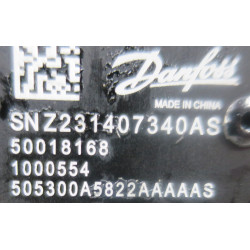 Danfoss
MADE IN CHINA
SNZ231407340AS
50018168
1000554
505300A5822AAAAAS